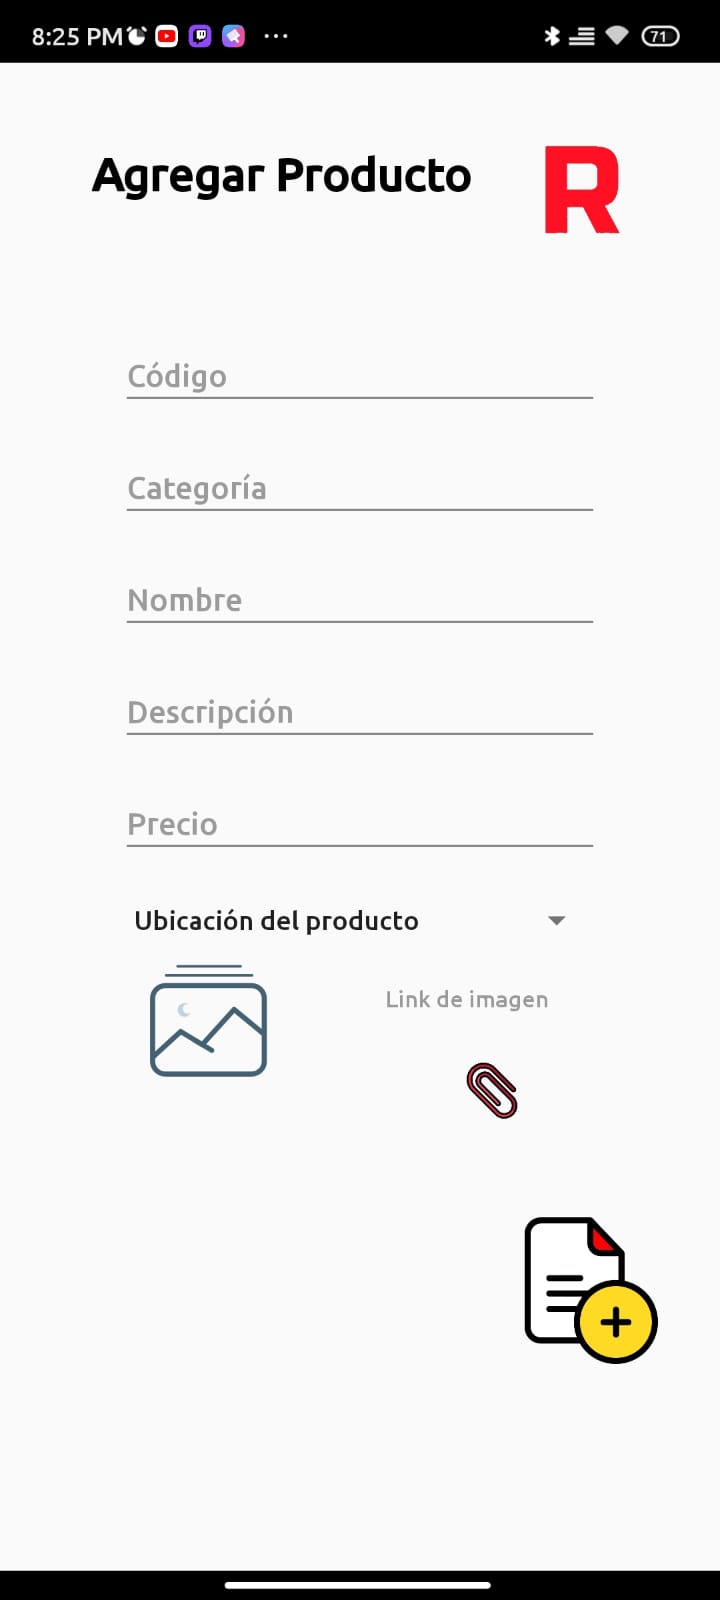 8:25 PM
71
Agregar Producto
R
Código
Categoría
Nombre
Descripción
Precio
Ubicación del producto
Link de imagen